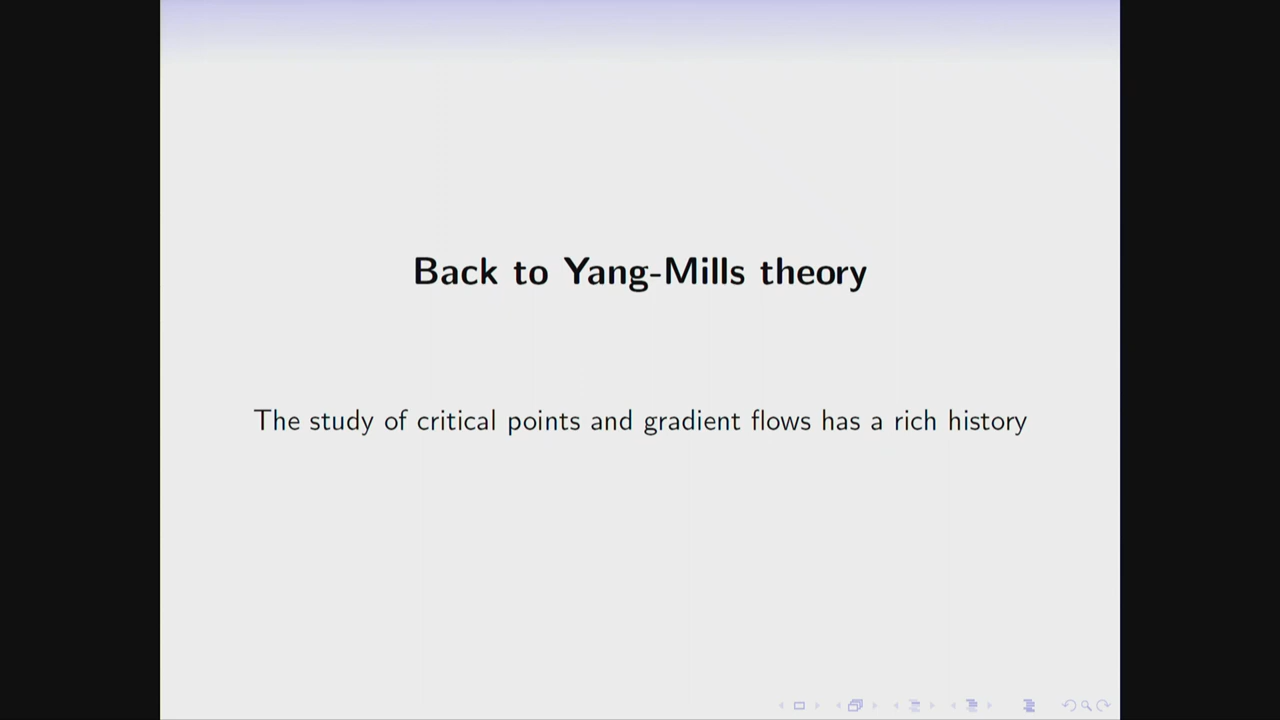 Back to Yang-Mills theory
The study of critical points and gradient flows has a rich history